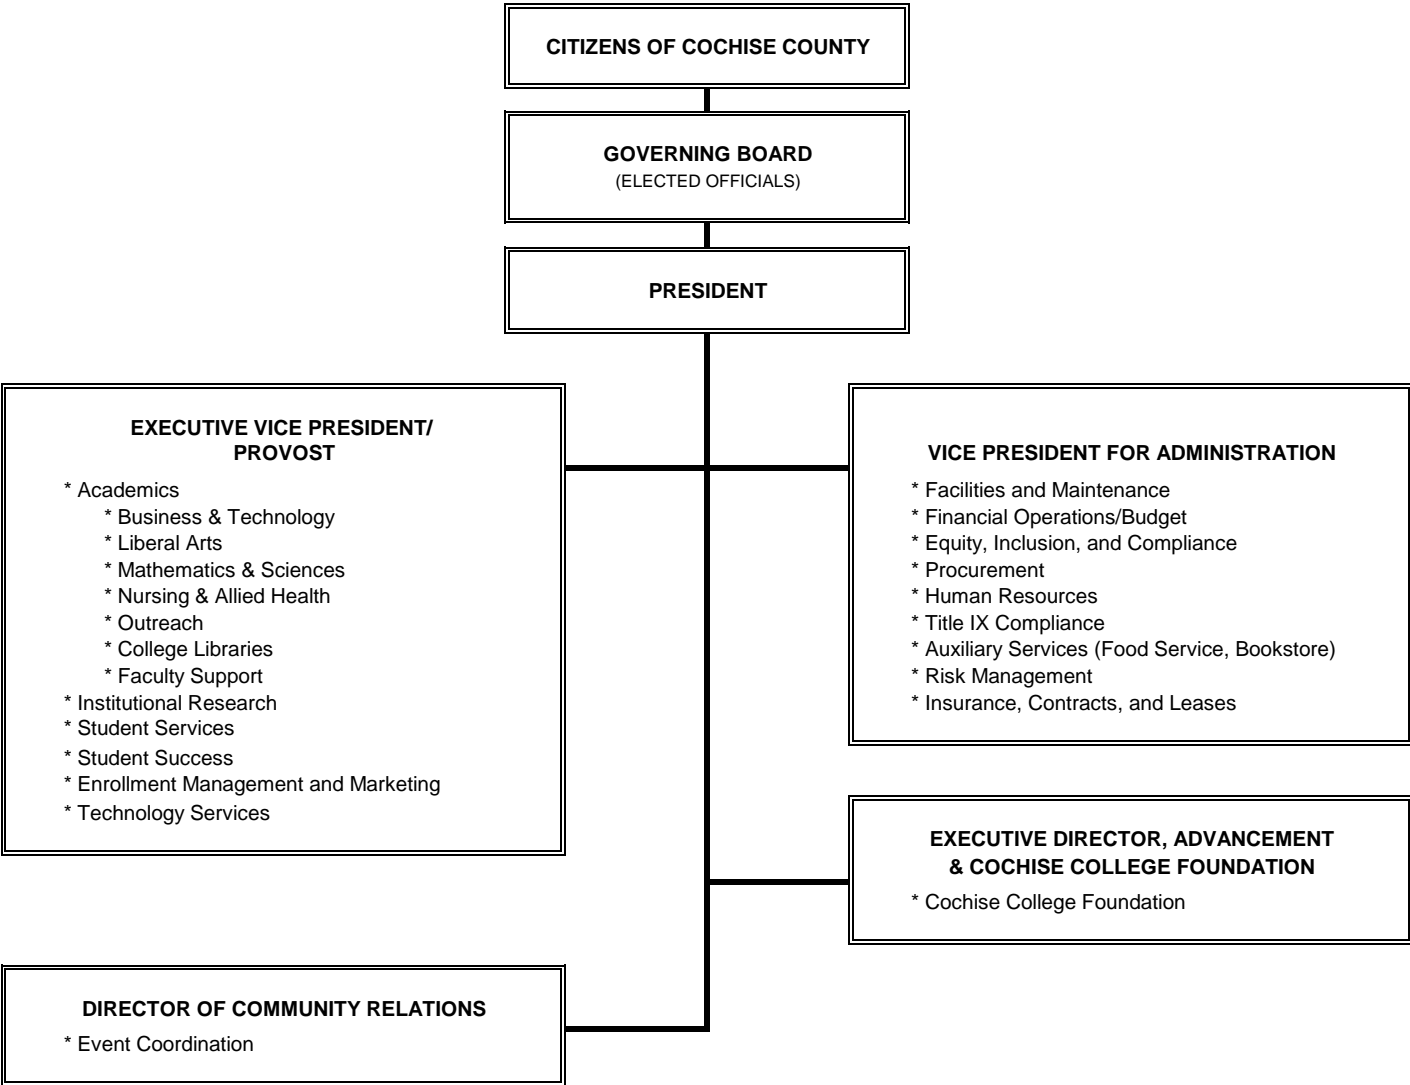 CITIZENS OF COCHISE COUNTY
GOVERNING BOARD
(ELECTED OFFICIALS)
PRESIDENT
EXECUTIVE VICE PRESIDENT/
PROVOST
* Academics
* Business & Technology
* Liberal Arts
* Mathematics & Sciences
* Nursing & Allied Health
* Outreach
* College Libraries
* Faculty Support
* Institutional Research
* Student Services
* Student Success
* Enrollment Management and Marketing
* Technology Services
VICE PRESIDENT FOR ADMINISTRATION
* Facilities and Maintenance
* Financial Operations/Budget
* Equity, Inclusion, and Compliance
* Procurement
* Human Resources
* Title IX Compliance
* Auxiliary Services (Food Service, Bookstore)
* Risk Management
* Insurance, Contracts, and Leases
EXECUTIVE DIRECTOR, ADVANCEMENT
& COCHISE COLLEGE FOUNDATION
* Cochise College Foundation
DIRECTOR OF COMMUNITY RELATIONS
* Event Coordination